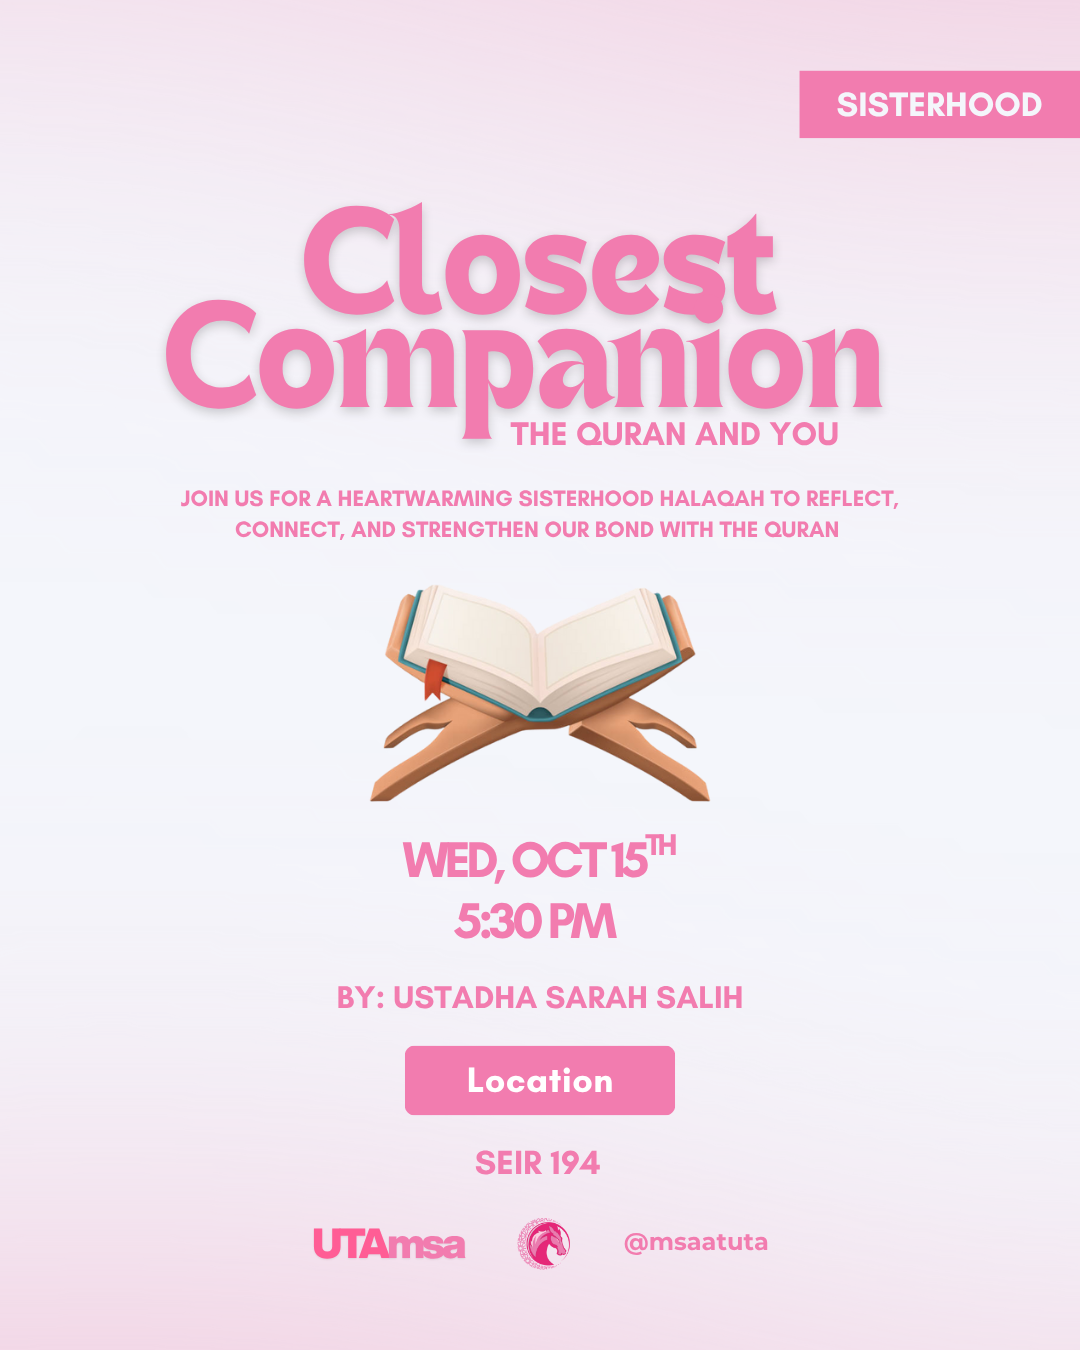 SISTERHOOD
Closest
Companion
THE QURAN AND YOU
JOIN US FOR A HEARTWARMING SISTERHOOD HALAQAH TO REFLECT,
CONNECT, AND STRENGTHEN OUR BOND WITH THE QURAN
WED, OCT 15TH
5:30 PM
BY: USTADHA SARAH SALIH
Location
SEIR 194
UTAmsa
@msaatuta